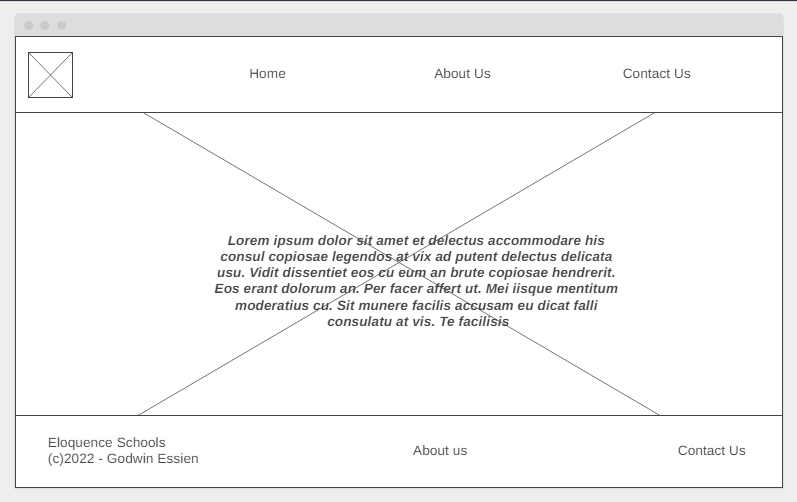 Home
About Us
Contact Us
Lorem ipsum dolor sit amet et delectus accommodare his
consul copiosae legendos at vix ad putent delectus delicata
usu. Vidit dissentiet eos cu eum an brute copiosae hendrerit.
Eos erant dolorum an. Per facer affert ut. Mei iisque mentitum
moderatius cu. Sit munere facilis accusam eu dicat falli
consulatu at vis. Te facilisis
Eloquence Schools
(c)2022 - Godwin Essien
About us
Contact Us